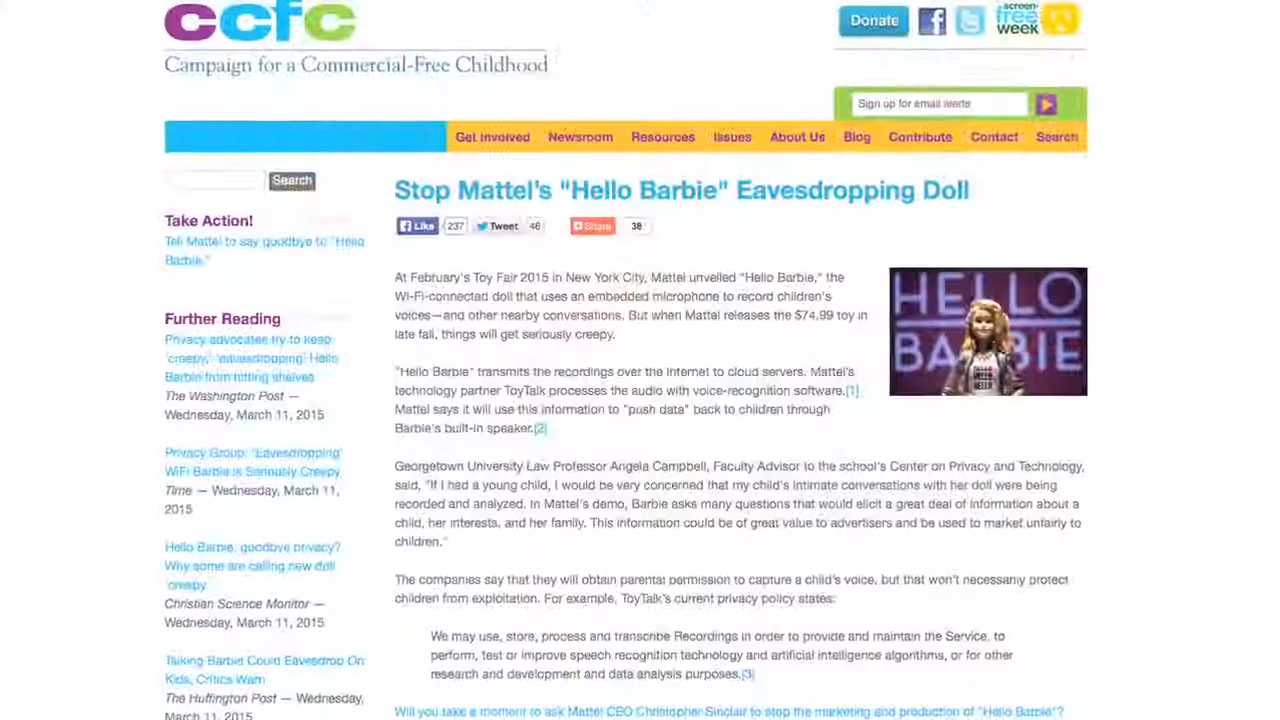 ccfc
Campaign for a Commercial-Free Childhood
Donate
screen-
free
week
Sign up for email alerts
Get Involved Newsroom Resources Issues About Us Blog Contribute Contact Search
Search
Take Action!
Tell Mattel to say goodbye to "Hello
Barbie."
Further Reading
Privacy advocates try to keep
'creepy,' 'eavesdropping' Hello
Barbie from hitting shelves
The Washington Post —
Wednesday, March 11, 2015
Privacy Group: 'Eavesdropping'
WiFi Barbie is Seriously Creepy
Time — Wednesday, March 11,
2015
Hello Barbie, goodbye privacy?
Why some are calling new doll
'creepy
Christian Science Monitor —
Wednesday, March 11, 2015
Talking Barbie Could Eavesdrop On
Kids, Critics Warn
The Huffington Post — Wednesday,
March 11, 2015
Stop Mattel's "Hello Barbie" Eavesdropping Doll
Like 237 Tweet 46 Share 38
At February's Toy Fair 2015 in New York City, Mattel unveiled "Hello Barbie," the
Wi-Fi-connected doll that uses an embedded microphone to record children's
voices—and other nearby conversations. But when Mattel releases the $74.99 toy in
late fall, things will get seriously creepy.
HELLO
BARBIE
"Hello Barbie" transmits the recordings over the Internet to cloud servers. Mattel's
technology partner ToyTalk processes the audio with voice-recognition software.[1]
Mattel says it will use this information to "push data" back to children through
Barbie's built-in speaker.[2]
Georgetown University Law Professor Angela Campbell, Faculty Advisor to the school's Center on Privacy and Technology,
said, "If I had a young child, I would be very concerned that my child's intimate conversations with her doll were being
recorded and analyzed. In Mattel's demo, Barbie asks many questions that would elicit a great deal of information about a
child, her interests, and her family. This information could be of great value to advertisers and be used to market unfairly to
children."
The companies say that they will obtain parental permission to capture a child's voice, but that won't necessarily protect
children from exploitation. For example, ToyTalk's current privacy policy states:
We may use, store, process and transcribe Recordings in order to provide and maintain the Service, to
perform, test or improve speech recognition technology and artificial intelligence algorithms, or for other
research and development and data analysis purposes.[3]
Will you take a moment to ask Mattel CEO Christopher Sinclair to stop the marketing and production of "Hello Barbie"?